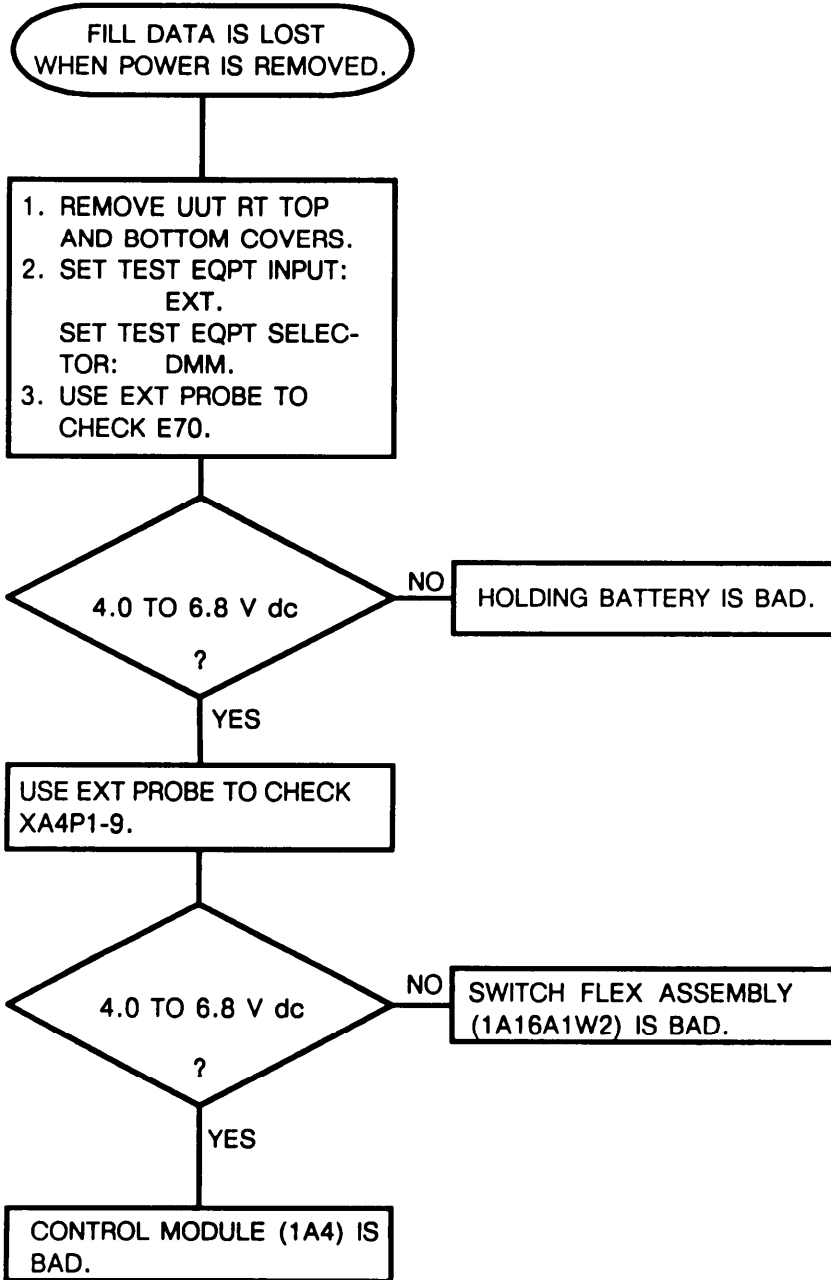 FILL DATA IS LOST
WHEN POWER IS REMOVED.
1. REMOVE UUT RT TOP
AND BOTTOM COVERS.
2. SET TEST EQPT INPUT:
EXT.
SET TEST EQPT SELEC-
TOR: DMM.
3. USE EXT PROBE TO
CHECK E70.
4.0 TO 6.8 V dc
?
NO
HOLDING BATTERY IS BAD.
YES
USE EXT PROBE TO CHECK
XA4P1-9.
4.0 TO 6.8 V dc
?
NO
SWITCH FLEX ASSEMBLY
(1A16A1W2) IS BAD.
YES
CONTROL MODULE (1A4) IS
BAD.